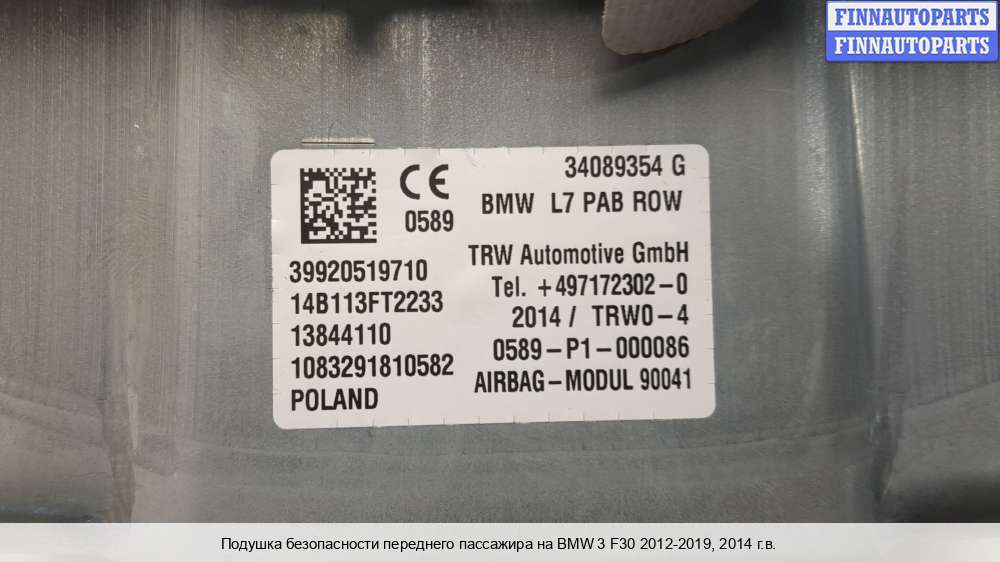 FINNAUTOPARTS
FINNAUTOPARTS
34089354 G
BMW L7 PAB ROW
CE
0589
TRW Automotive GmbH
Tel. +497172302-0
2014 / TRW0-4
0589-P1-000086
AIRBAG-MODUL 90041
39920519710
14B113FT2233
13844110
1083291810582
POLAND
Подушка безопасности переднего пассажира на BMW 3 F30 2012-2019, 2014 г.в.